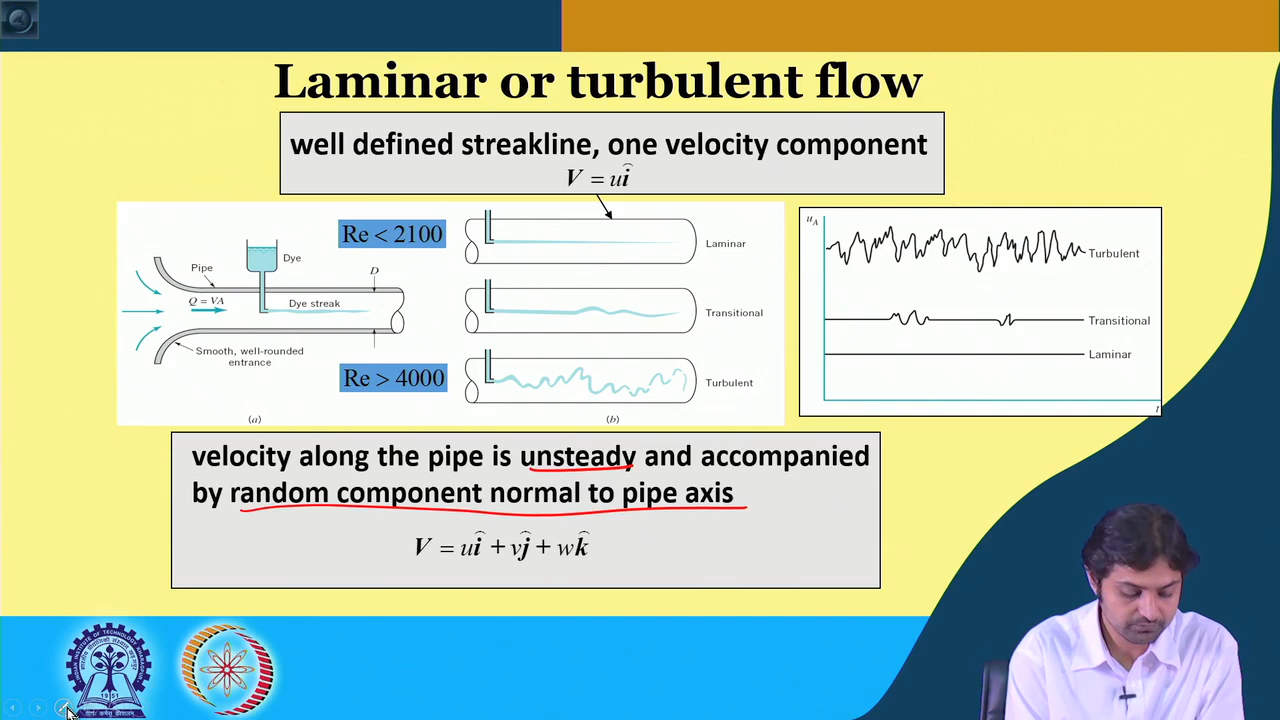 Laminar or turbulent flow
well defined streakline, one velocity component
V = u𝑖̂
Re < 2100
Pipe
Dye
D
Q = VA
Dye streak
Smooth, well-rounded
entrance
(a)
Re > 4000
Laminar
Transitional
Turbulent
(b)
u_A
Turbulent
Transitional
Laminar
t
velocity along the pipe is unsteady and accompanied
by random component normal to pipe axis
V = u𝑖̂ + v𝑗̂ + w𝑘̂
1951